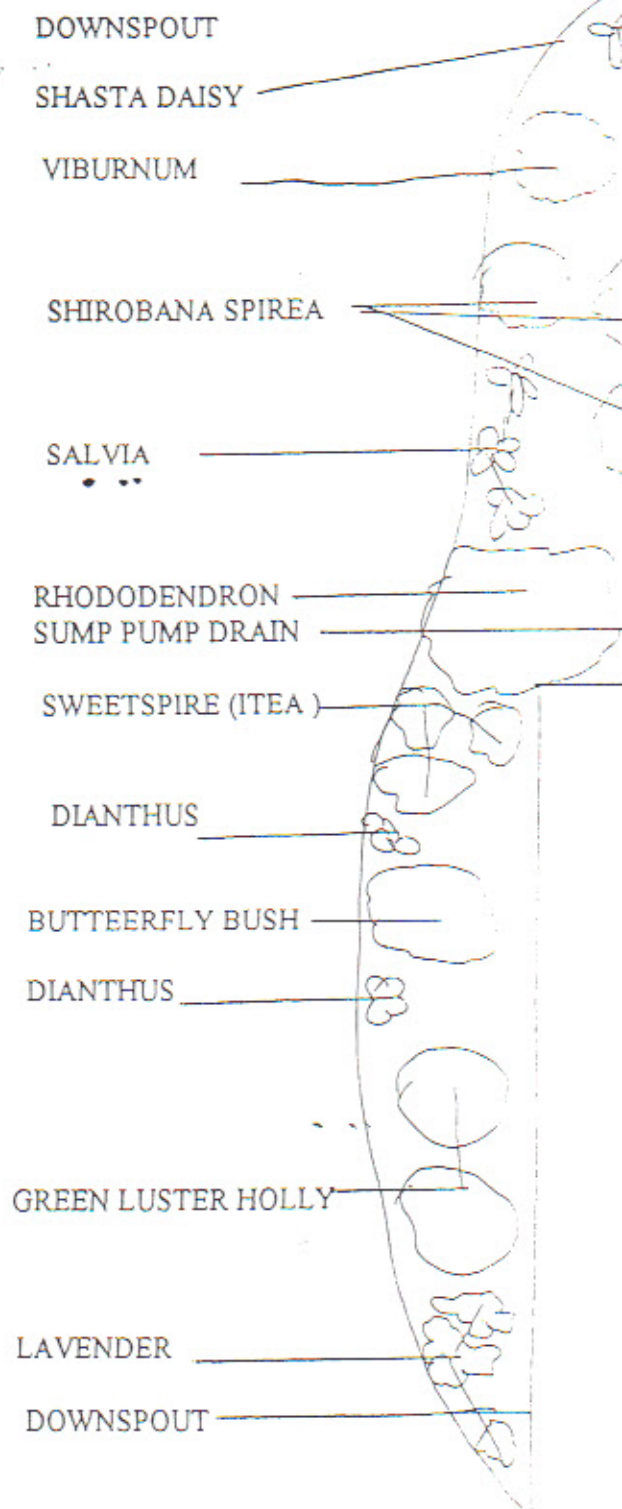 DOWNSPOUT
SHASTA DAISY
VIBURNUM
SHIROBANA SPIREA
SALVIA
RHODODENDRON
SUMP PUMP DRAIN
SWEETSPIRE (ITEA )
DIANTHUS
BUTTEERFLY BUSH
DIANTHUS
GREEN LUSTER HOLLY
LAVENDER
DOWNSPOUT